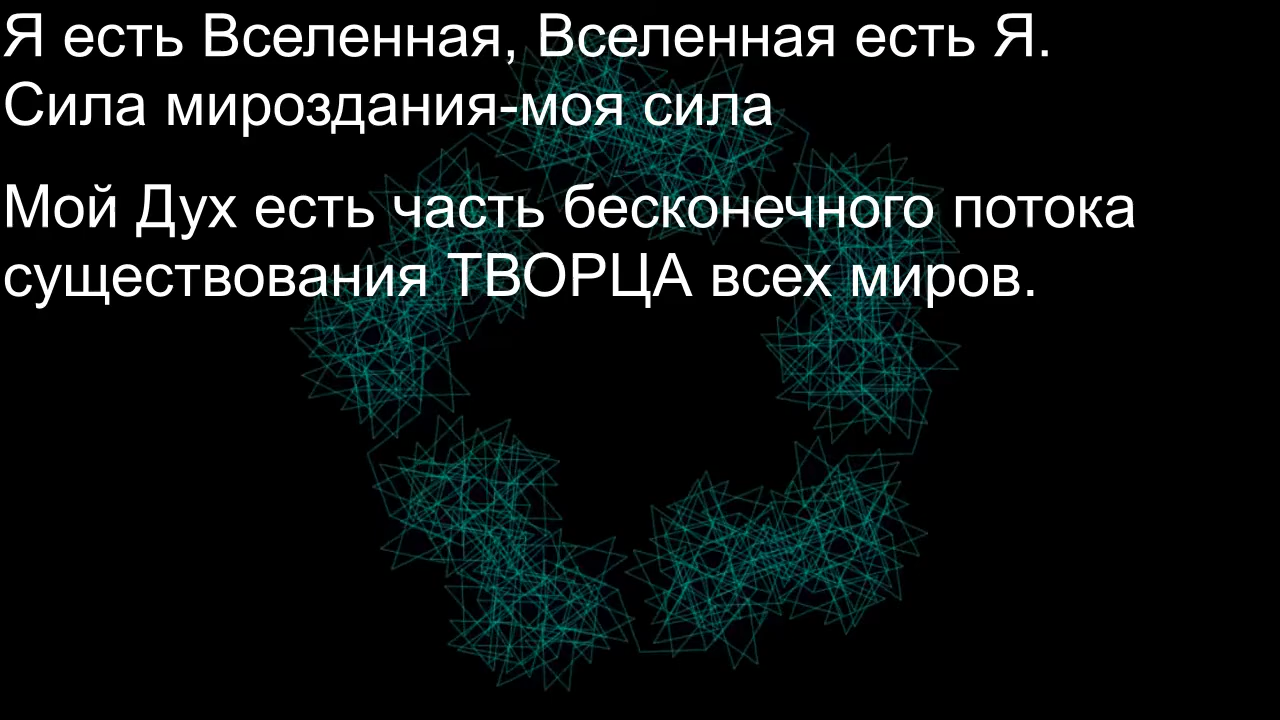 Я есть Вселенная, Вселенная есть Я.
Сила мироздания-моя сила
Мой Дух есть часть бесконечного потока
существования ТВОРЦА всех миров.